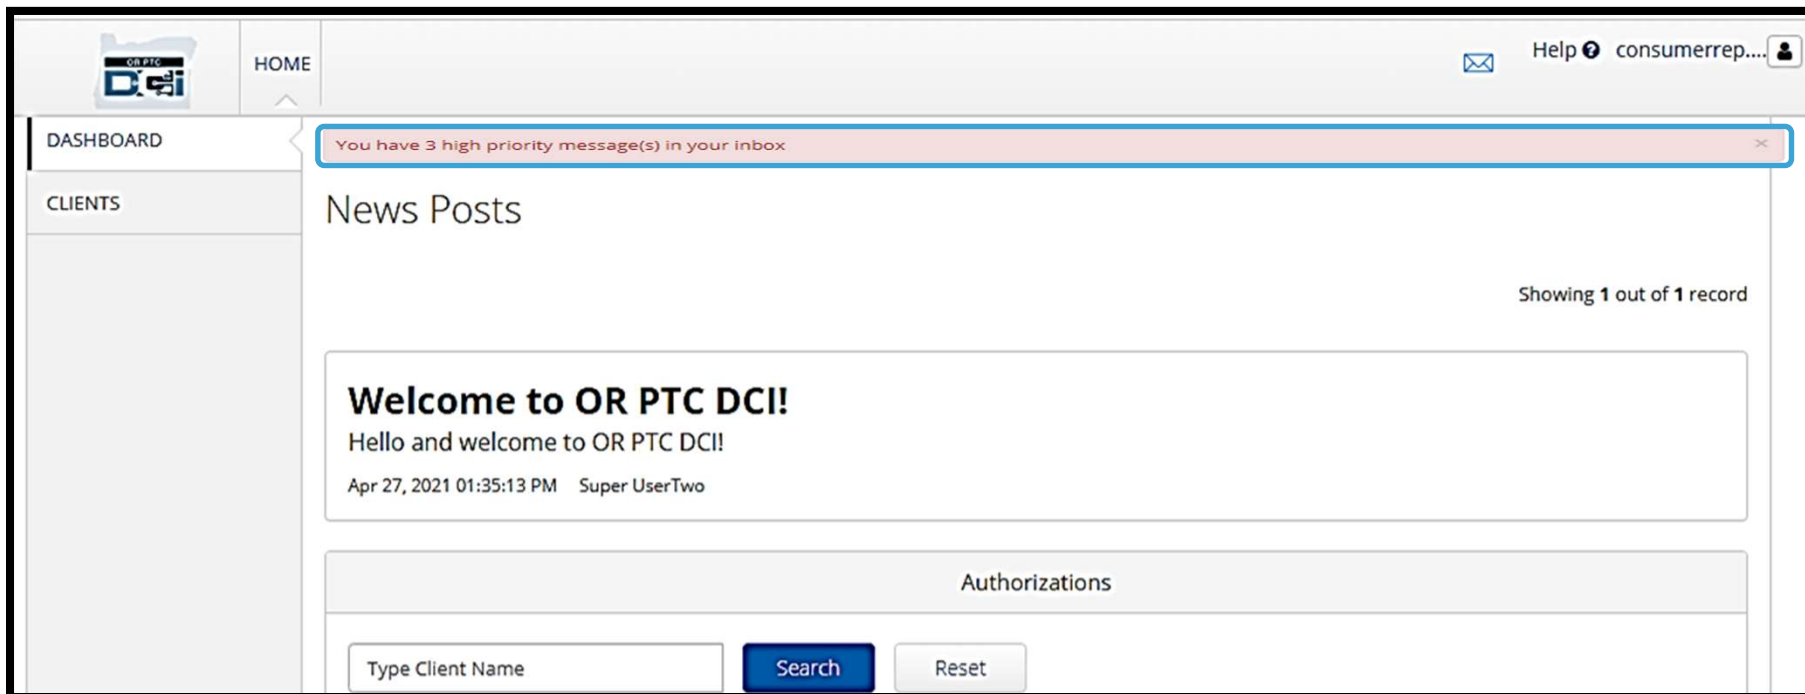 OR PTC
DCi
HOME
Help
consumerrep....
DASHBOARD
You have 3 high priority message(s) in your inbox
×
CLIENTS
News Posts
Showing 1 out of 1 record
Welcome to OR PTC DCI!
Hello and welcome to OR PTC DCI!
Apr 27, 2021 01:35:13 PM Super UserTwo
Authorizations
Type Client Name
Search
Reset